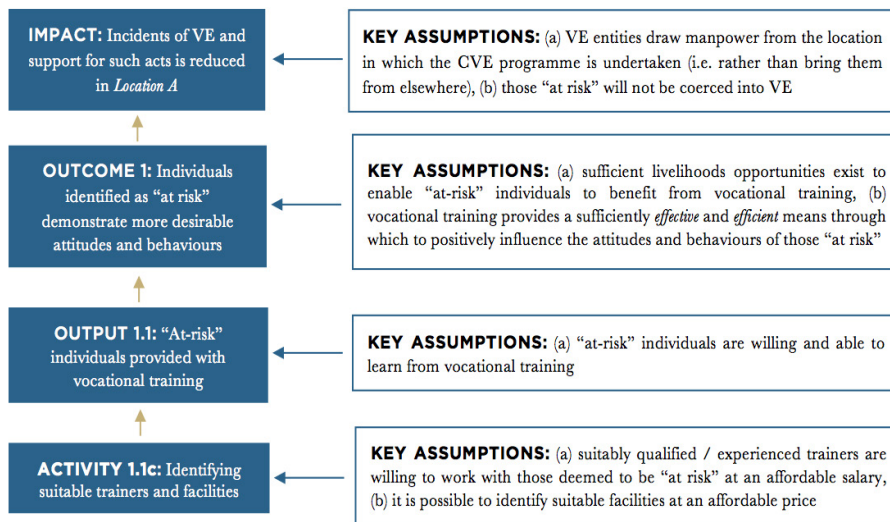 IMPACT: Incidents of VE and
support for such acts is reduced
in Location A
KEY ASSUMPTIONS: (a) VE entities draw manpower from the location
in which the CVE programme is undertaken (i.e. rather than bring them
from elsewhere), (b) those “at risk” will not be coerced into VE
OUTCOME 1: Individuals
identified as “at risk”
demonstrate more desirable
attitudes and behaviours
KEY ASSUMPTIONS: (a) sufficient livelihoods opportunities exist to
enable “at-risk” individuals to benefit from vocational training, (b)
vocational training provides a sufficiently effective and efficient means through
which to positively influence the attitudes and behaviours of those “at risk”
OUTPUT 1.1: “At-risk”
individuals provided with
vocational training
KEY ASSUMPTIONS: (a) “at-risk” individuals are willing and able to
learn from vocational training
ACTIVITY 1.1c: Identifying
suitable trainers and facilities
KEY ASSUMPTIONS: (a) suitably qualified / experienced trainers are
willing to work with those deemed to be “at risk” at an affordable salary,
(b) it is possible to identify suitable facilities at an affordable price